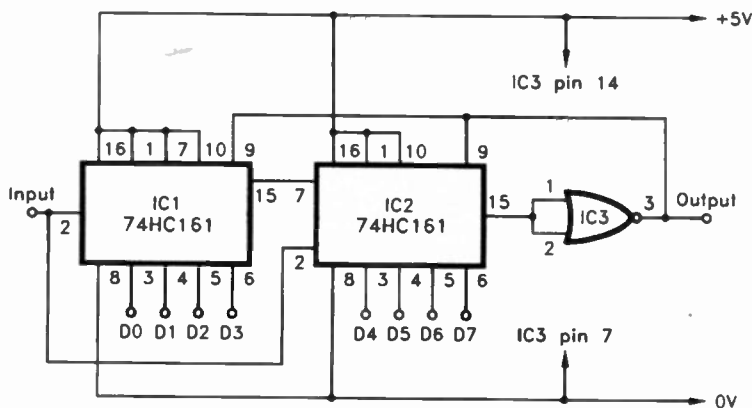 +5V
IC3 pin 14
16 1 7 10 9
16 1 10 9
Input
2
IC1
74HC161
15
7
2
IC2
74HC161
15
1
2
IC3
3
Output
8 3 4 5 6
8 3 4 5 6
D0 D1 D2 D3
D4 D5 D6 D7
IC3 pin 7
0V